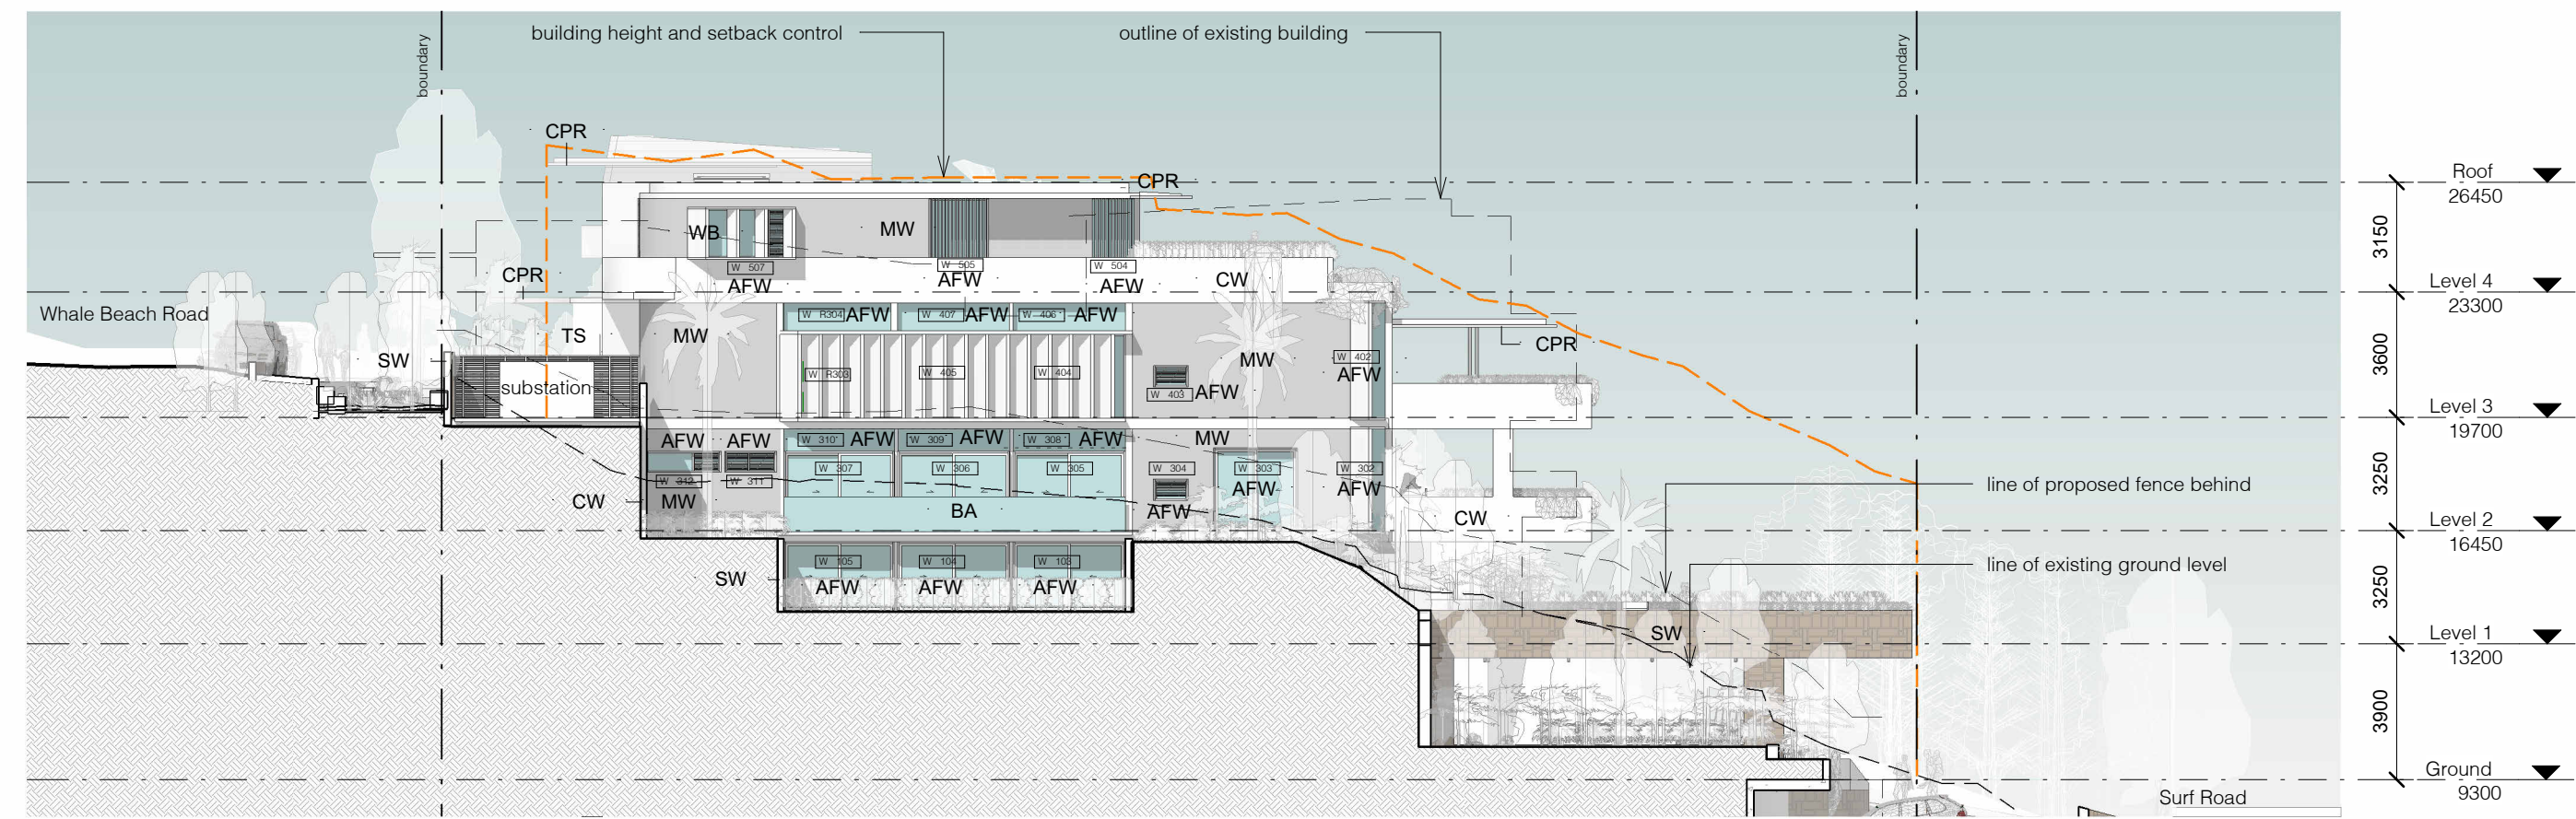 building height and setback control
outline of existing building
boundary
boundary
CPR
CPR
Roof
26450
3150
WB
MW
CPR
W 507
W 505
W 504
AFW
AFW
AFW
CW
Level 4
23300
Whale Beach Road
W R304
AFW
W 407
AFW
W 406
AFW
TS
MW
MW
CPR
3600
SW
substation
W R303
W 405
W 404
W 402
AFW
W 403
AFW
Level 3
19700
AFW
AFW
W 310
AFW
W 309
AFW
W 308
AFW
MW
W 307
W 306
W 305
W 304
W 303
W 302
W 312
W 311
AFW
AFW
3250
line of proposed fence behind
CW
MW
BA
AFW
CW
Level 2
16450
W 105
W 104
W 103
SW
AFW
AFW
AFW
3250
line of existing ground level
SW
Level 1
13200
3900
Ground
9300
Surf Road